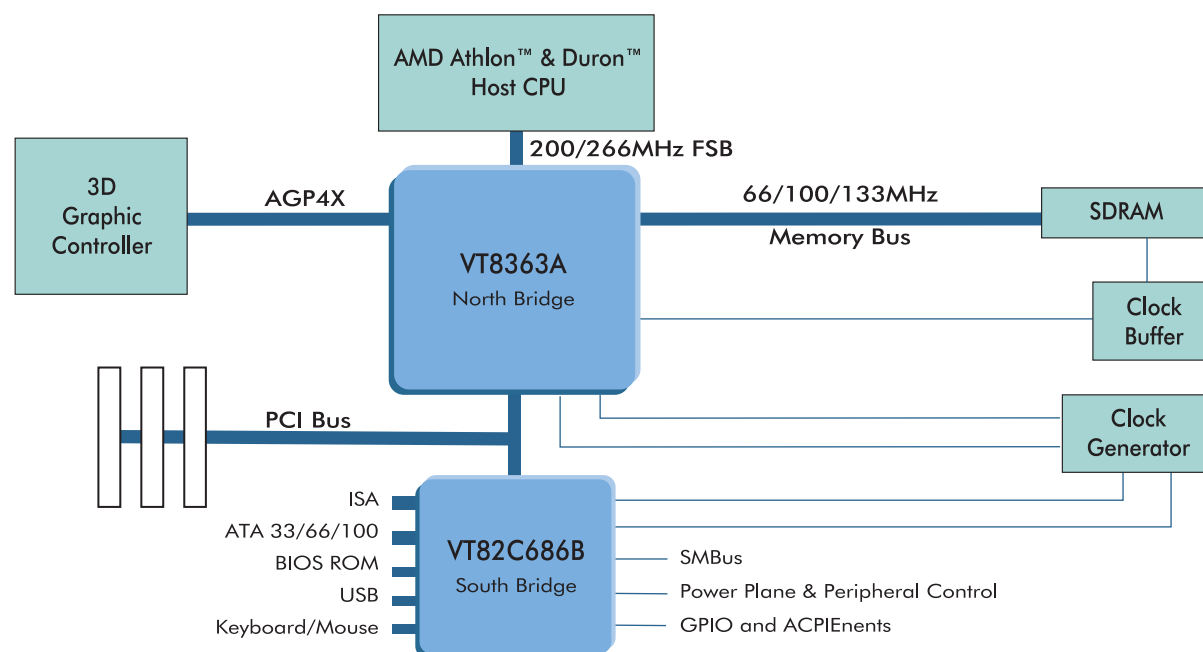 AMD Athlon™ & Duron™
Host CPU
200/266MHz FSB
3D
Graphic
Controller
AGP4X
66/100/133MHz
Memory Bus
SDRAM
VT8363A
North Bridge
Clock
Buffer
PCI Bus
Clock
Generator
ISA
ATA 33/66/100
BIOS ROM
USB
Keyboard/Mouse
VT82C686B
South Bridge
SMBus
Power Plane & Peripheral Control
GPIO and ACPIEnents